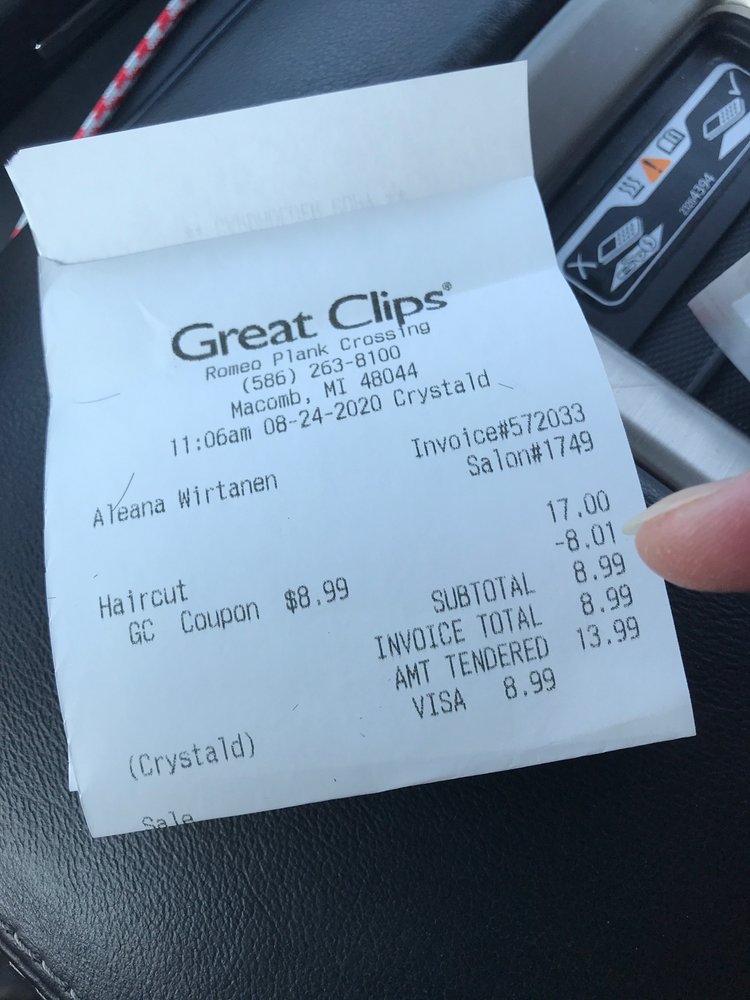 ** CARDHOLDER COPY **
Great Clips®
Romeo Plank Crossing
(586) 263-8100
Macomb, MI 48044
11:06am 08-24-2020 Crystald
Invoice#572033
Salon#1749
Aleana Wirtanen
Haircut 17.00
GC Coupon $8.99 -8.01
SUBTOTAL 8.99
INVOICE TOTAL 8.99
AMT TENDERED 13.99
VISA 8.99
(Crystald)
Sale